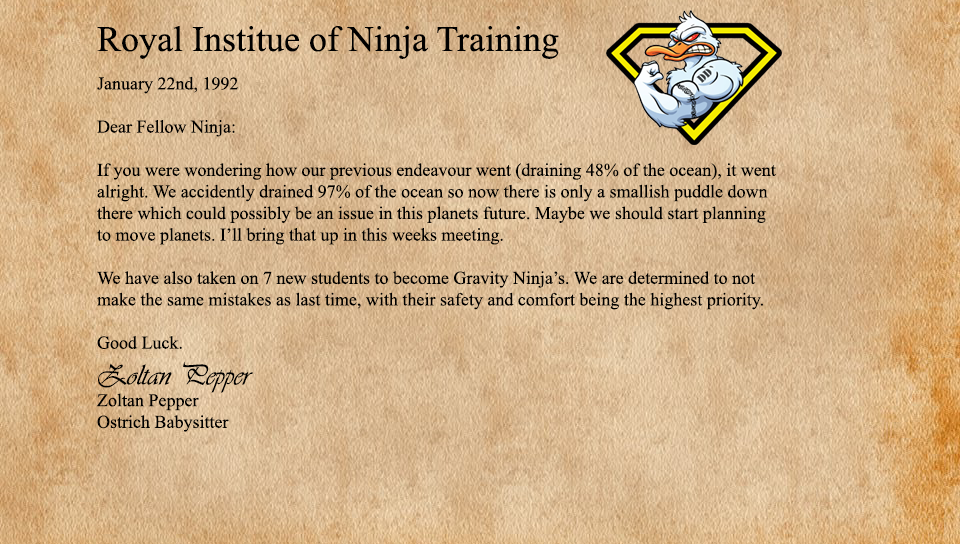 Royal Institue of Ninja Training
January 22nd, 1992
DD
Dear Fellow Ninja:
If you were wondering how our previous endeavour went (draining 48% of the ocean), it went
alright. We accidently drained 97% of the ocean so now there is only a smallish puddle down
there which could possibly be an issue in this planets future. Maybe we should start planning
to move planets. I’ll bring that up in this weeks meeting.
We have also taken on 7 new students to become Gravity Ninja’s. We are determined to not
make the same mistakes as last time, with their safety and comfort being the highest priority.
Good Luck.
Zoltan Pepper
Zoltan Pepper
Ostrich Babysitter